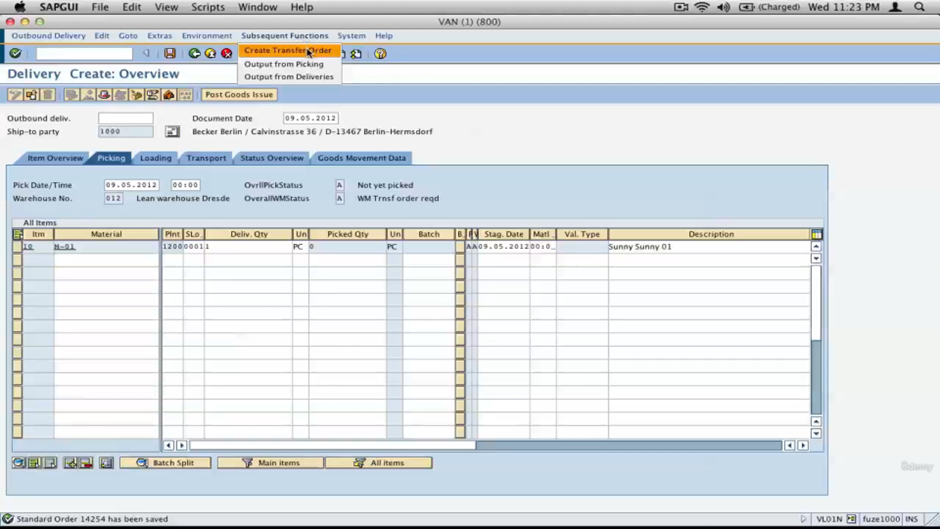 SAPGUI File Edit View Scripts Window Help (Charged) Wed 11:23 PM
VAN (1) (800)
Outbound Delivery Edit Goto Extras Environment Subsequent Functions System Help
Create Transfer Order
Output from Picking
Output from Deliveries
Delivery Create: Overview
Post Goods Issue
Outbound deliv. Document Date 09.05.2012
Ship-to party 1000 Becker Berlin / Calvinstrasse 36 / D-13467 Berlin-Hermsdorf
Item Overview Picking Loading Transport Status Overview Goods Movement Data
Pick Date/Time 09.05.2012 00:00 OvrllPickStatus A Not yet picked
Warehouse No. 012 Lean warehouse Dresde OverallWMStatus A WM Trnsf order reqd
All Items
Itm Material Plnt SLo Deliv. Qty Un Picked Qty Un Batch B. P W Stag. Date Matl Val. Type Description
10 M-01 1200 0001 1 PC 0 PC A A 09.05.2012 00:0.. Sunny Sunny 01
Batch Split Main items All items
Udemy
Standard Order 14254 has been saved VL01N fuze1000 INS